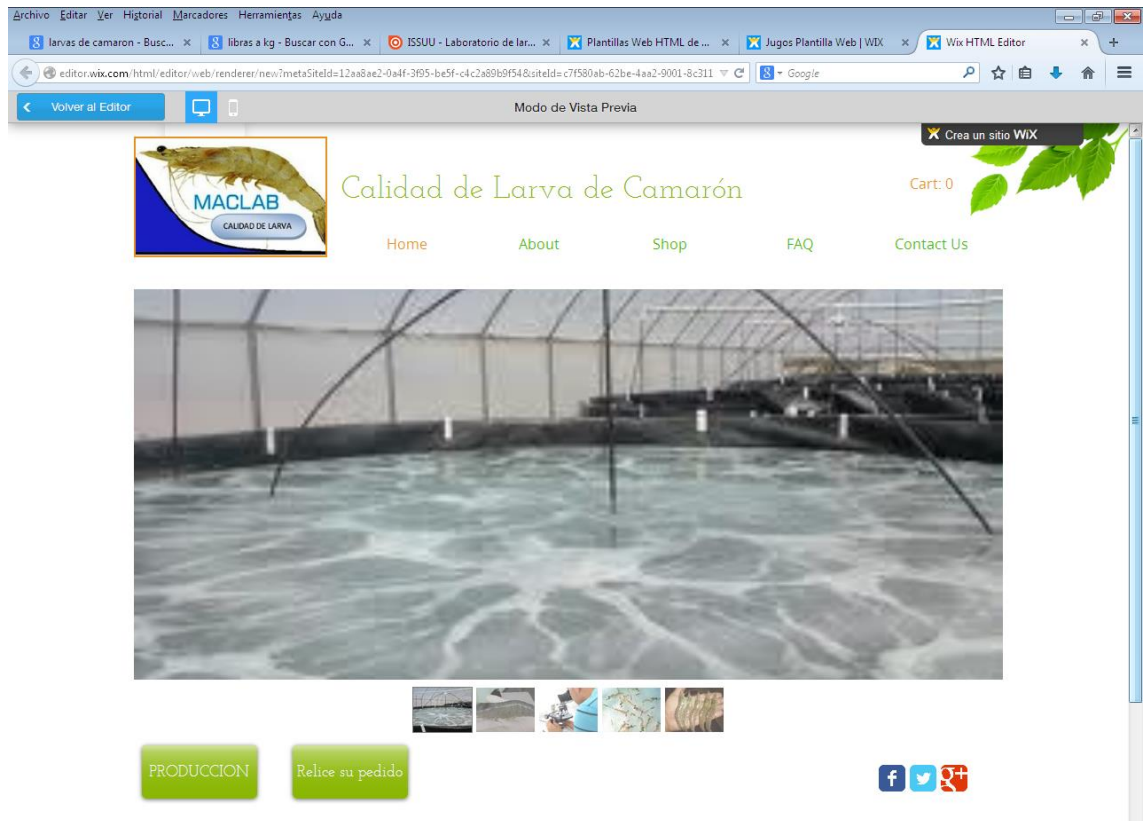 Archivo Editar Ver Historial Marcadores Herramientas Ayuda
larvas de camaron - Busc... libras a kg - Buscar con G... ISSUU - Laboratorio de lar... Plantillas Web HTML de ... Jugos Plantilla Web | WIX Wix HTML Editor
editor.wix.com/html/editor/web/renderer/new?metaSiteId=12aa8ae2-0a4f-3f95-be5f-c4c2a89b9f54&siteId=c7f580ab-62be-4aa2-9001-8c311 Google
Volver al Editor Modo de Vista Previa
Crea un sitio WiX
Calidad de Larva de Camarón
Cart: 0
MACLAB
CALIDAD DE LARVA
Home About Shop FAQ Contact Us
PRODUCCION Relice su pedido